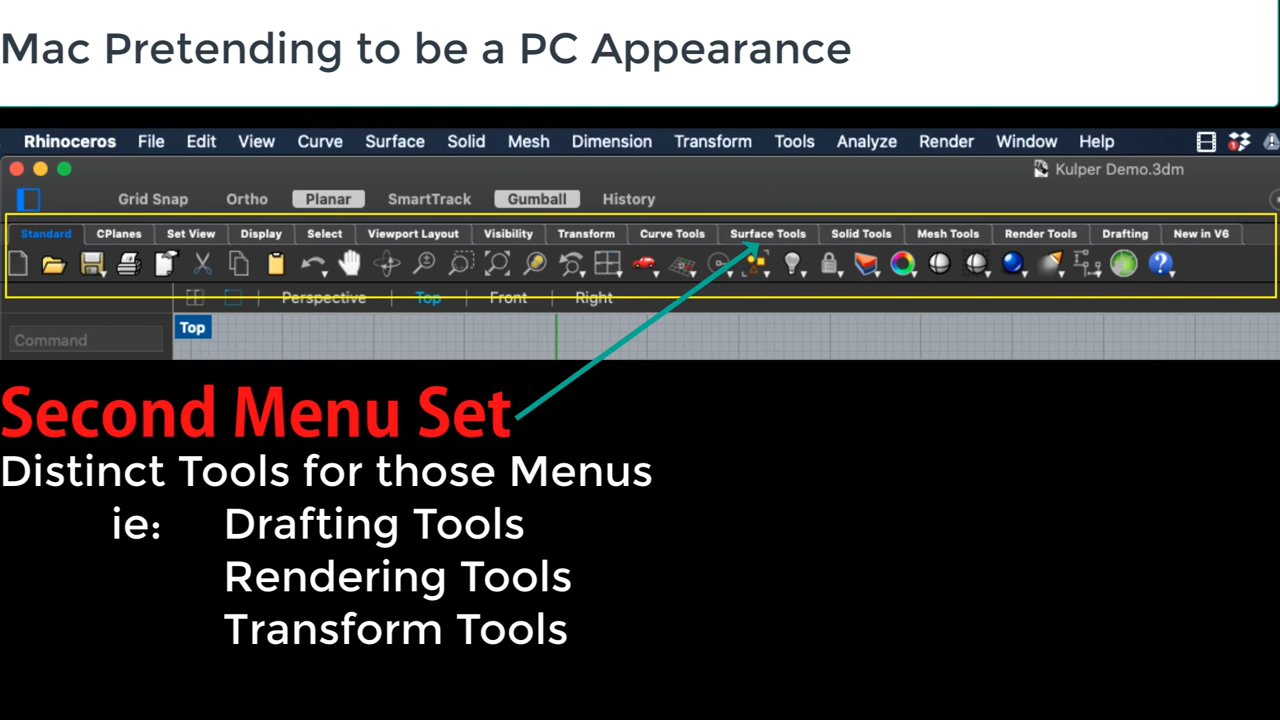 Mac Pretending to be a PC Appearance
Rhinoceros File Edit View Curve Surface Solid Mesh Dimension Transform Tools Analyze Render Window Help
Kulper Demo.3dm
Grid Snap Ortho Planar SmartTrack Gumball History
Standard CPlanes Set View Display Select Viewport Layout Visibility Transform Curve Tools Surface Tools Solid Tools Mesh Tools Render Tools Drafting New in V6
Perspective Top Front Right
Top
Command
Second Menu Set
Distinct Tools for those Menus
ie: Drafting Tools
Rendering Tools
Transform Tools